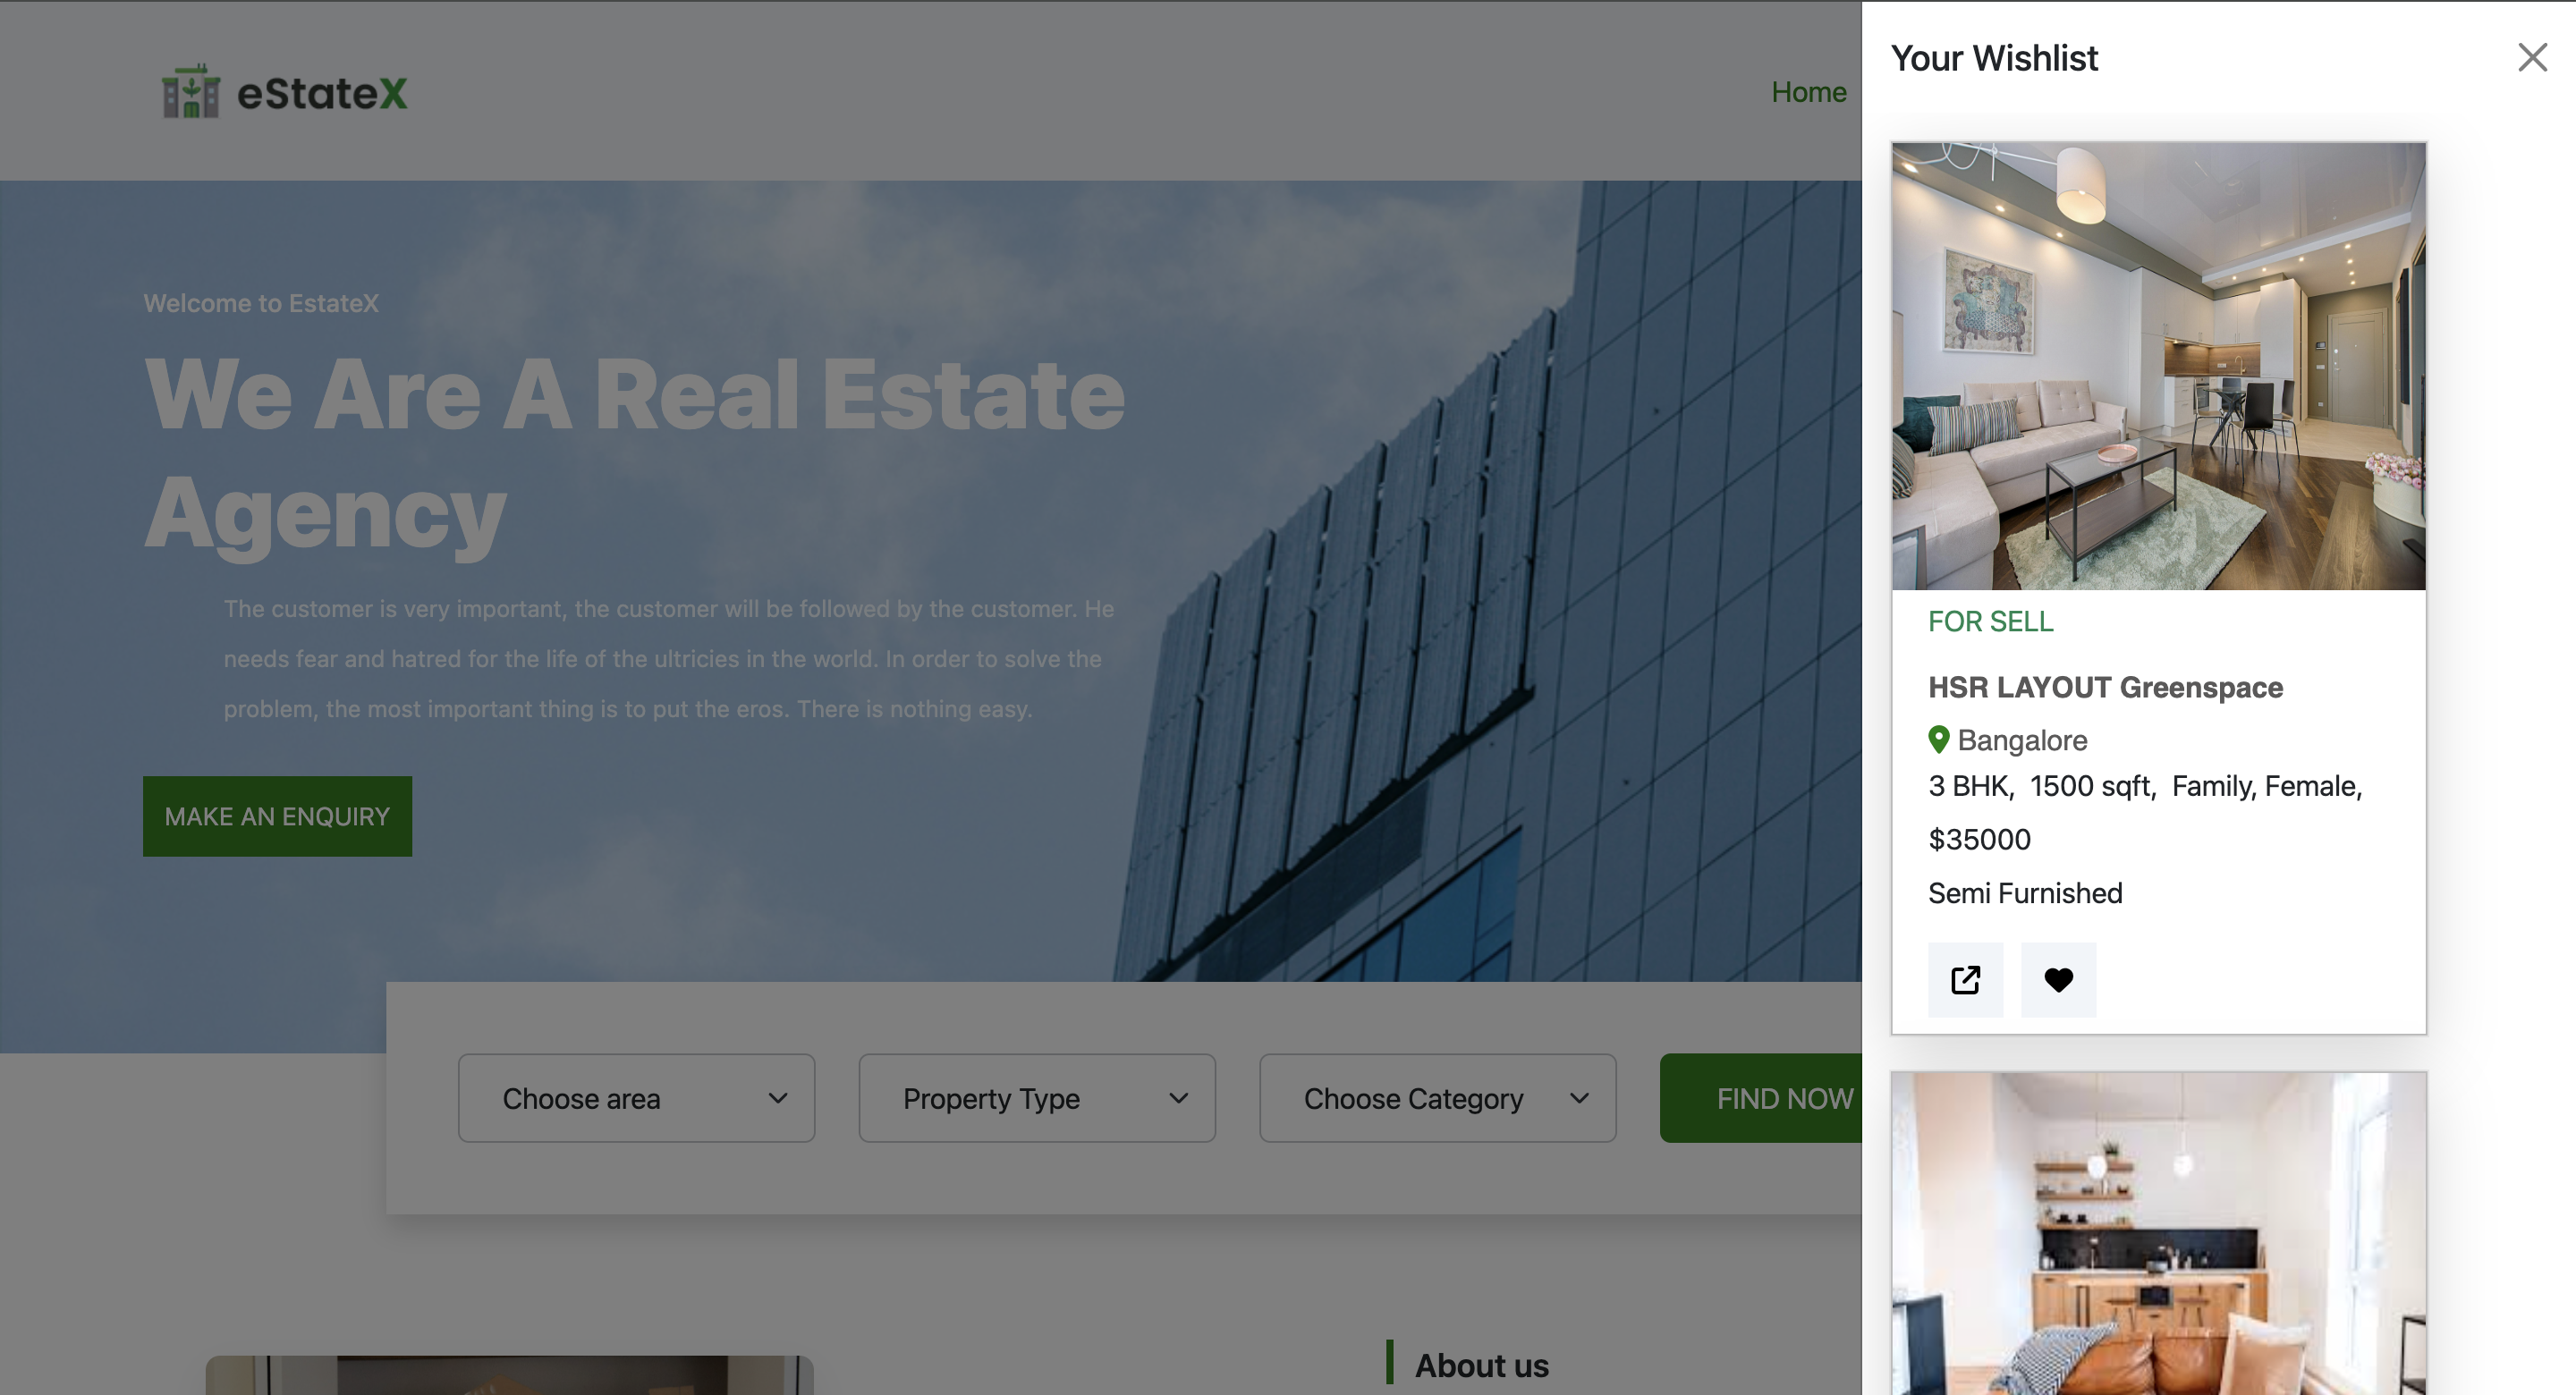 eStateX
Home
Welcome to EstateX
We Are A Real Estate
Agency
The customer is very important, the customer will be followed by the customer. He
needs fear and hatred for the life of the ultricies in the world. In order to solve the
problem, the most important thing is to put the eros. There is nothing easy.
MAKE AN ENQUIRY
Choose area
Property Type
Choose Category
FIND NOW
About us
Your Wishlist
FOR SELL
HSR LAYOUT Greenspace
Bangalore
3 BHK, 1500 sqft, Family, Female,
$35000
Semi Furnished